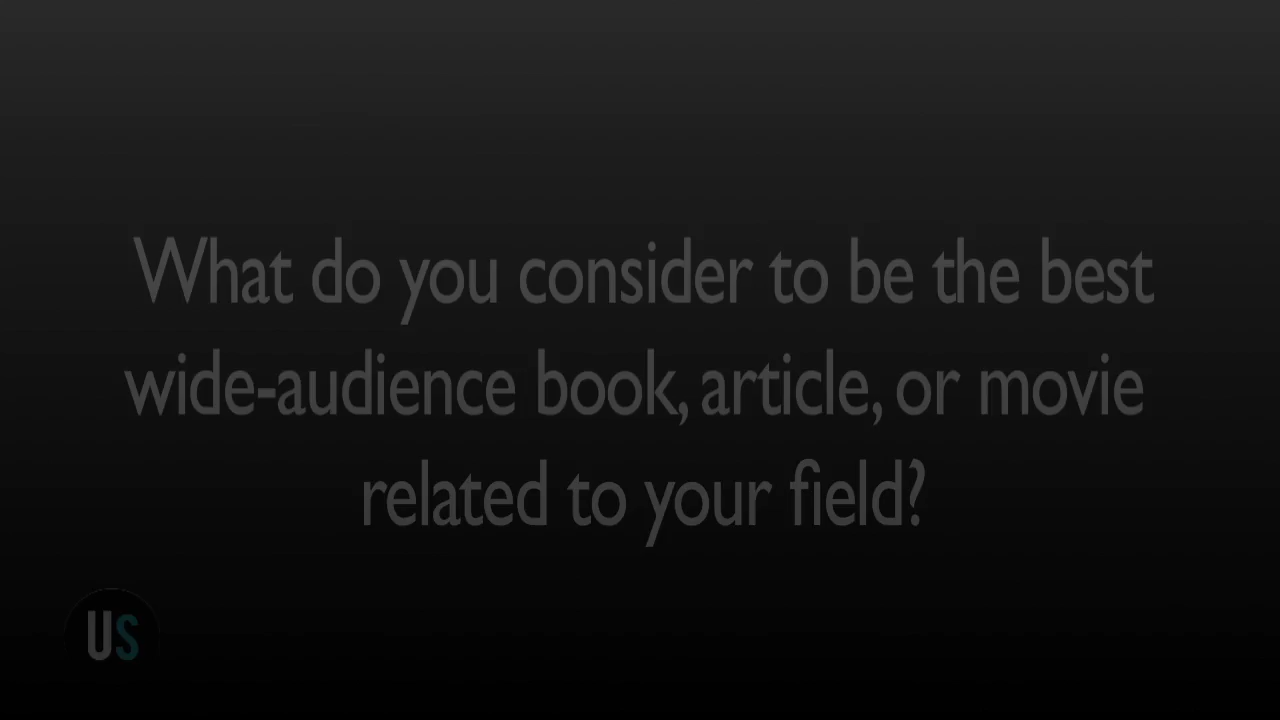 What do you consider to be the best
wide-audience book, article, or movie
related to your field?
US